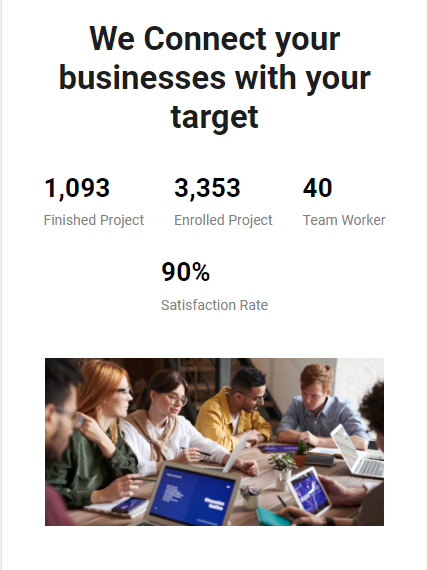 We Connect your
businesses with your
target
1,093
3,353
40
Finished Project
Enrolled Project
Team Worker
90%
Satisfaction Rate